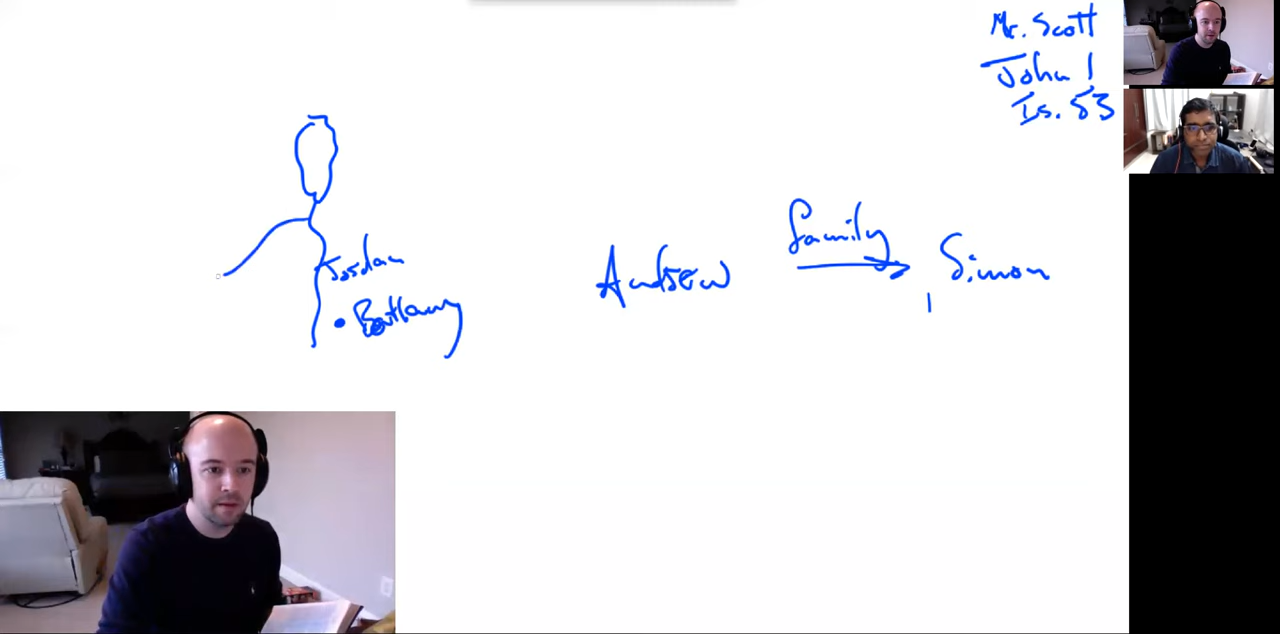 Mr. Scott
John 1
Is. 53
family
Andrew
Simon
Jordan
Bethany